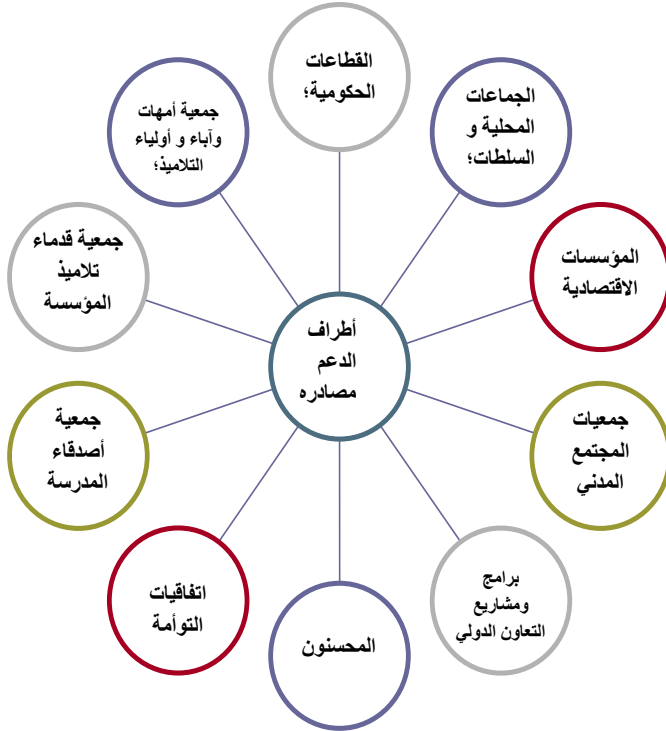 القطاعات
الحكومية؛
الجماعات
المحلية و
السلطات؛
المؤسسات
الاقتصادية
جمعيات
المجتمع
المدني
برامج
ومشاريع
التعاون الدولي
المحسنون
اتفاقيات
التوأمة
جمعية
أصدقاء
المدرسة
جمعية قدماء
تلاميذ
المؤسسة
جمعية أمهات
وآباء و أولياء
التلاميذ؛
أطراف
الدعم
مصادره